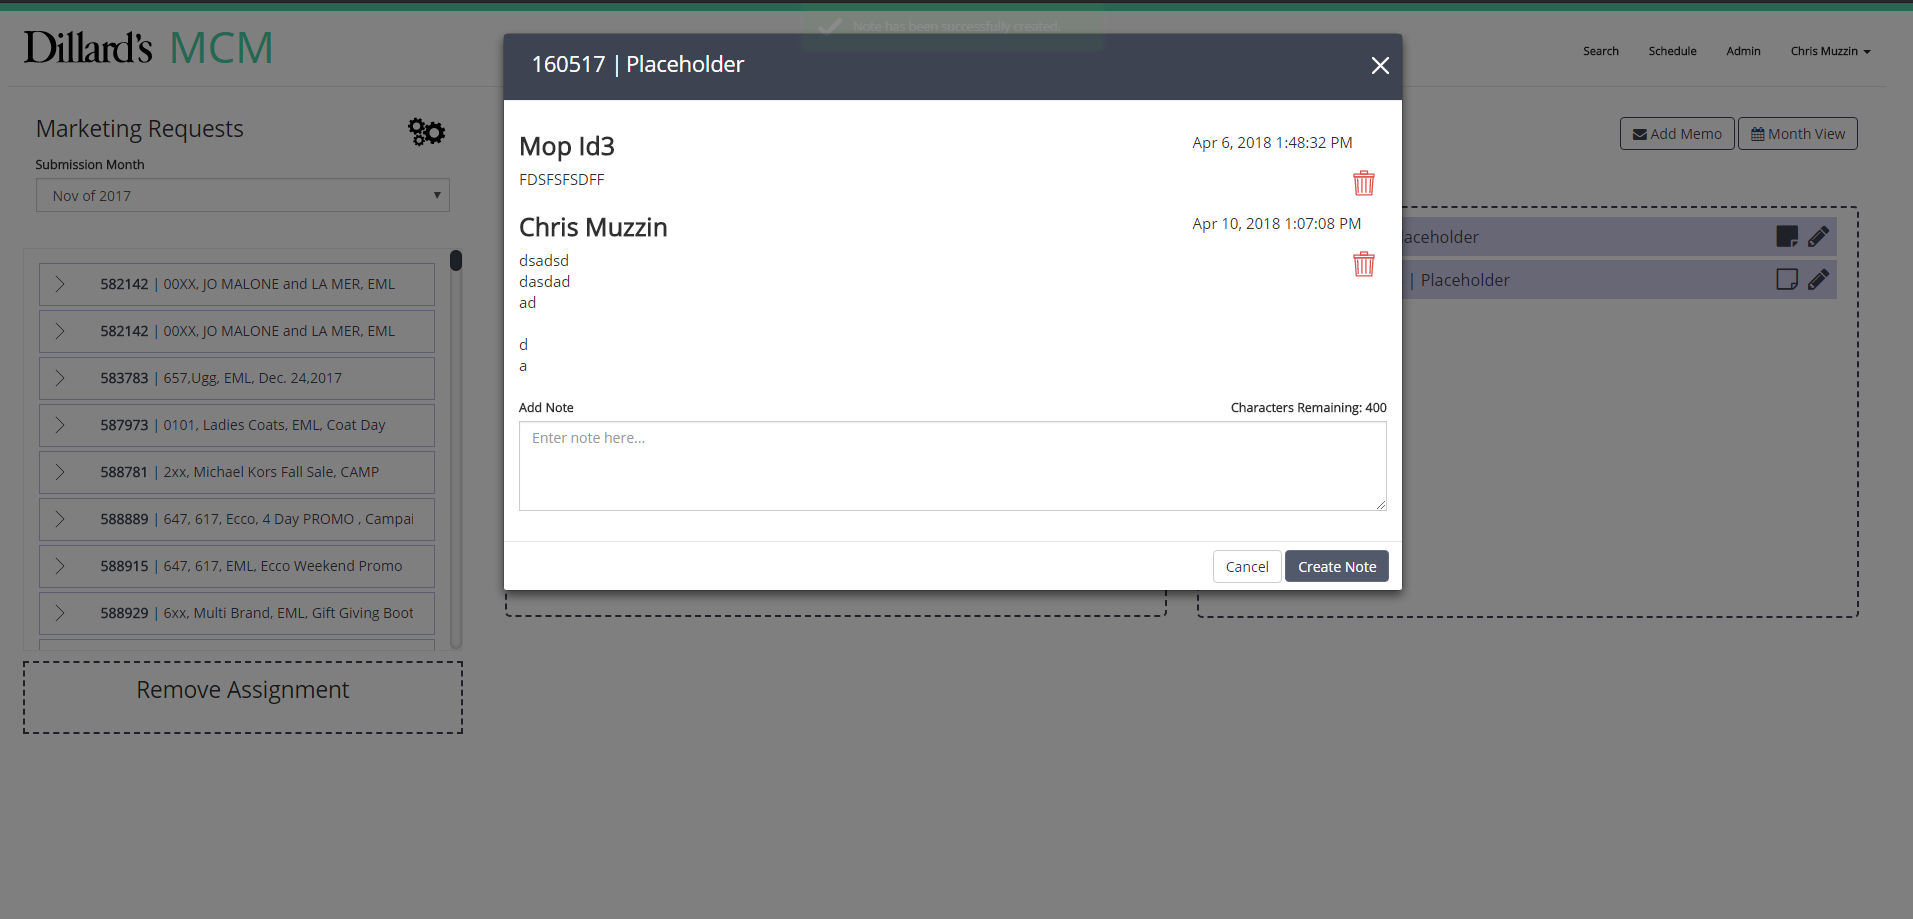 Note has been successfully created.
Dillard's MCM
Search
Schedule
Admin
Chris Muzzin
160517 | Placeholder
Marketing Requests
Submission Month
Nov of 2017
Add Memo
Month View
Mop Id3
Apr 6, 2018 1:48:32 PM
FDSFSFSDFF
Chris Muzzin
Apr 10, 2018 1:07:08 PM
dsadsd
dasdad
ad
d
a
Add Note
Characters Remaining: 400
Enter note here...
Cancel
Create Note
582142 | 00XX, JO MALONE and LA MER, EML
582142 | 00XX, JO MALONE and LA MER, EML
583783 | 657,Ugg, EML, Dec. 24,2017
587973 | 0101, Ladies Coats, EML, Coat Day
588781 | 2xx, Michael Kors Fall Sale, CAMP
588889 | 647, 617, Ecco, 4 Day PROMO , Campai
588915 | 647, 617, EML, Ecco Weekend Promo
588929 | 6xx, Multi Brand, EML, Gift Giving Boot
Remove Assignment
laceholder
| Placeholder